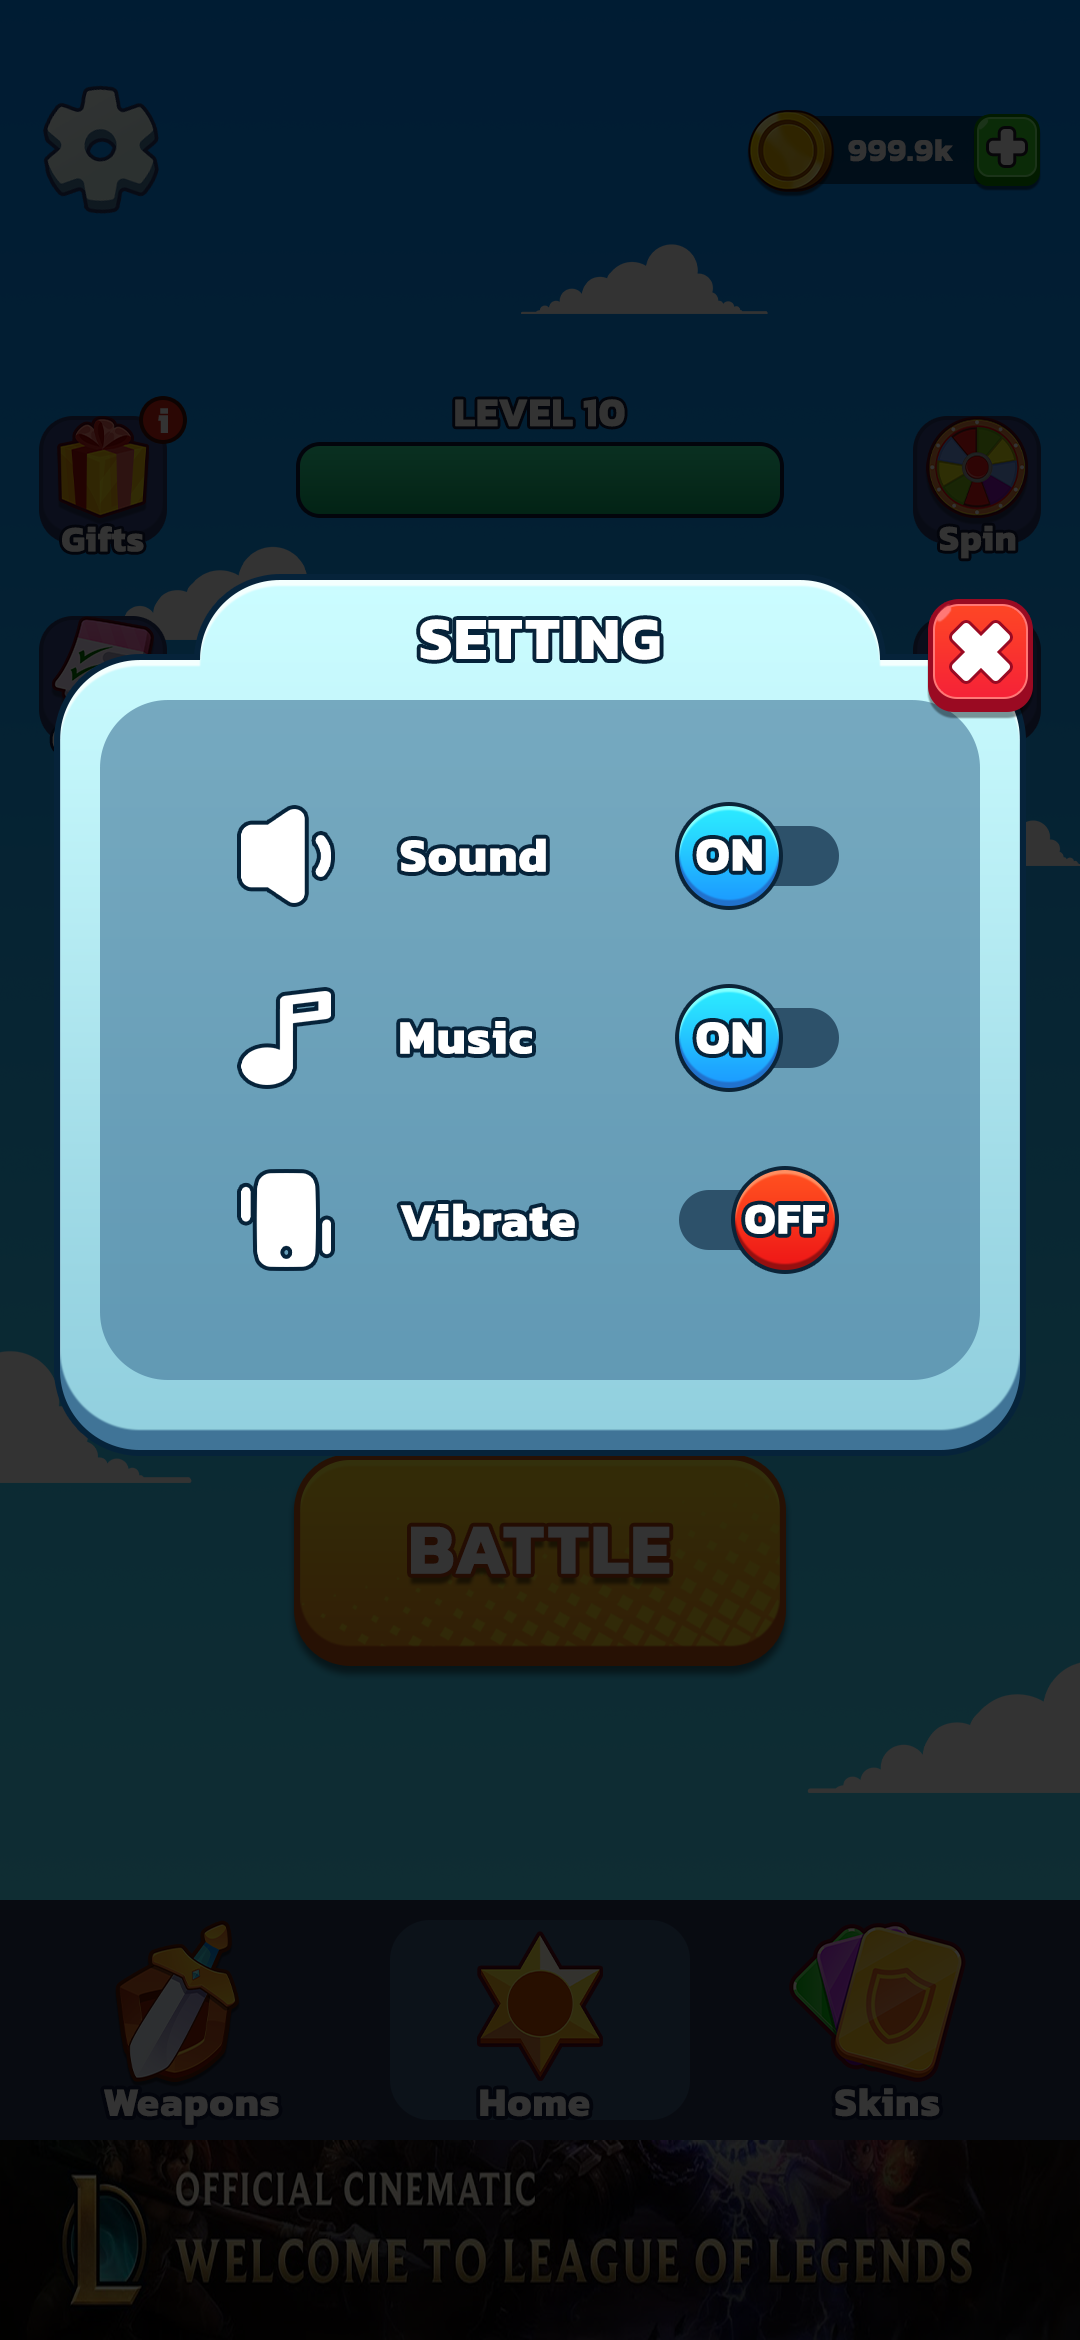 999.9k
LEVEL 10
i
Gifts
Spin
SETTING
Sound
ON
Music
ON
Vibrate
OFF
BATTLE
Weapons
Home
Skins
OFFICIAL CINEMATIC
WELCOME TO LEAGUE OF LEGENDS